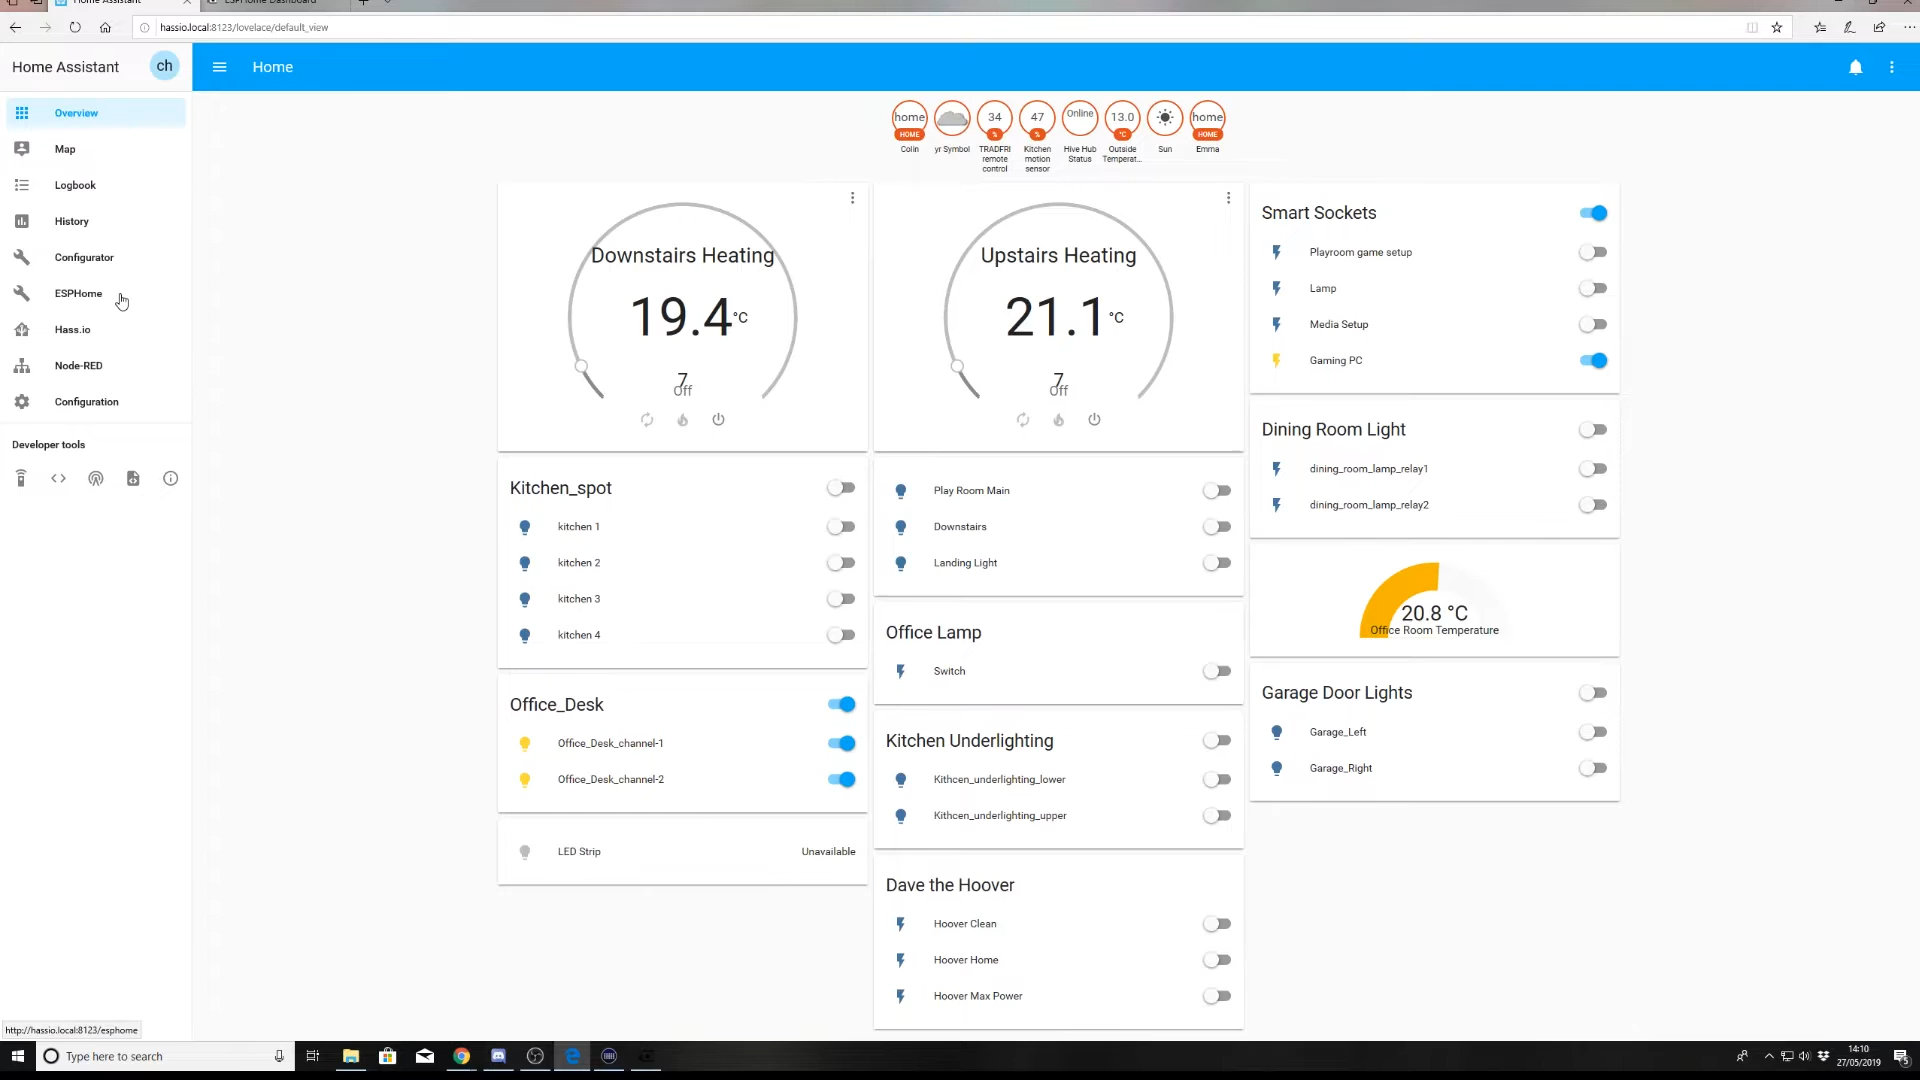 Home Assistant
ESPHome Dashboard
hassio.local:8123/lovelace/default_view
Home Assistant
ch
Home
Overview
Map
Logbook
History
Configurator
ESPHome
Hass.io
Node-RED
Configuration
Developer tools
home
HOME
Colin
yr Symbol
34
%
TRADFRI
remote
control
47
%
Kitchen
motion
sensor
Online
Hive Hub
Status
13.0
°C
Outside
Temperat...
Sun
home
HOME
Emma
Downstairs Heating
19.4 °C
7
Off
Kitchen_spot
kitchen 1
kitchen 2
kitchen 3
kitchen 4
Office_Desk
Office_Desk_channel-1
Office_Desk_channel-2
LED Strip
Unavailable
Upstairs Heating
21.1 °C
7
Off
Play Room Main
Downstairs
Landing Light
Office Lamp
Switch
Kitchen Underlighting
Kithcen_underlighting_lower
Kithcen_underlighting_upper
Dave the Hoover
Hoover Clean
Hoover Home
Hoover Max Power
Smart Sockets
Playroom game setup
Lamp
Media Setup
Gaming PC
Dining Room Light
dining_room_lamp_relay1
dining_room_lamp_relay2
20.8 °C
Office Room Temperature
Garage Door Lights
Garage_Left
Garage_Right
http://hassio.local:8123/esphome
Type here to search
14:10
27/05/2019
5